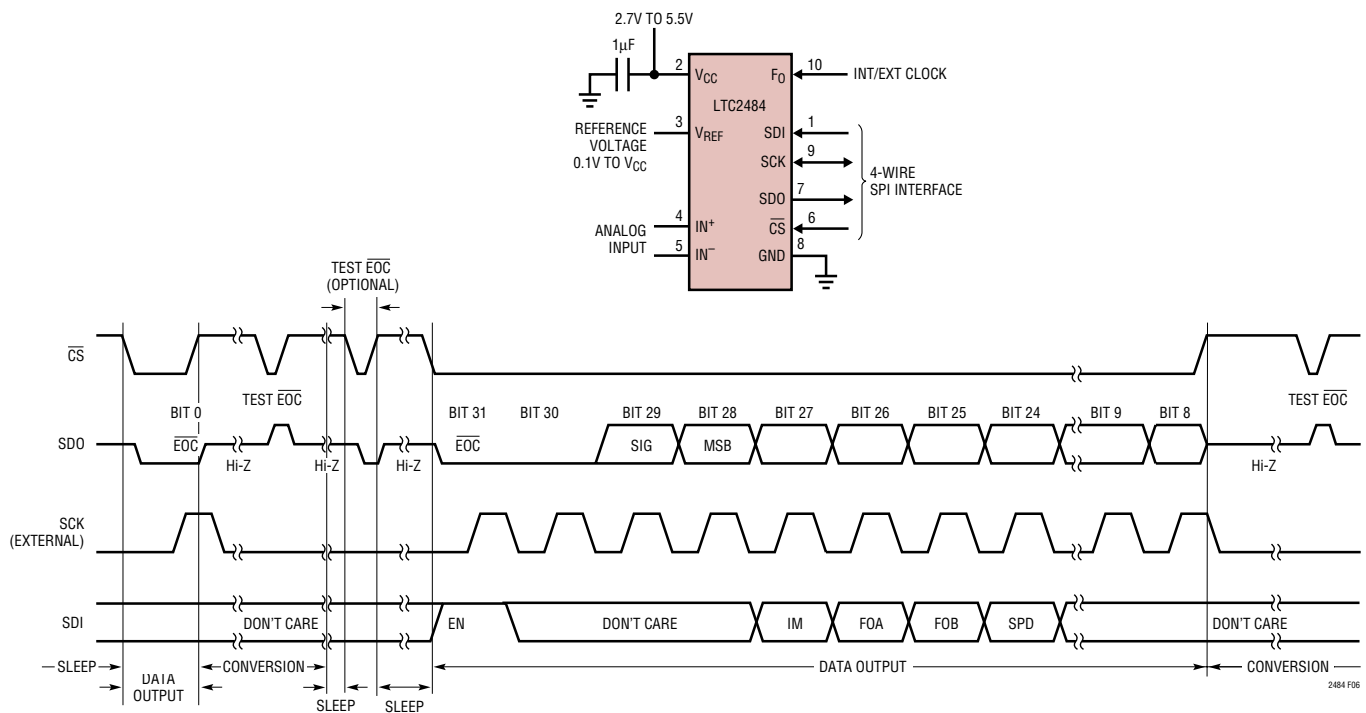 2.7V TO 5.5V
1µF
2
VCC
FO
10
INT/EXT CLOCK
LTC2484
REFERENCE
VOLTAGE
0.1V TO VCC
3
VREF
SDI
1
SCK
9
4-WIRE
SPI INTERFACE
SDO
7
ANALOG
INPUT
4
IN+
CS
6
5
IN−
GND
8
TEST EOC
(OPTIONAL)
CS
TEST EOC
TEST EOC
BIT 0
BIT 31
BIT 30
BIT 29
BIT 28
BIT 27
BIT 26
BIT 25
BIT 24
BIT 9
BIT 8
SDO
EOC
EOC
SIG
MSB
Hi-Z
Hi-Z
Hi-Z
Hi-Z
SCK
(EXTERNAL)
SDI
DON'T CARE
EN
DON'T CARE
IM
FOA
FOB
SPD
DON'T CARE
SLEEP
CONVERSION
DATA OUTPUT
CONVERSION
DATA
OUTPUT
SLEEP
SLEEP
2484 F06